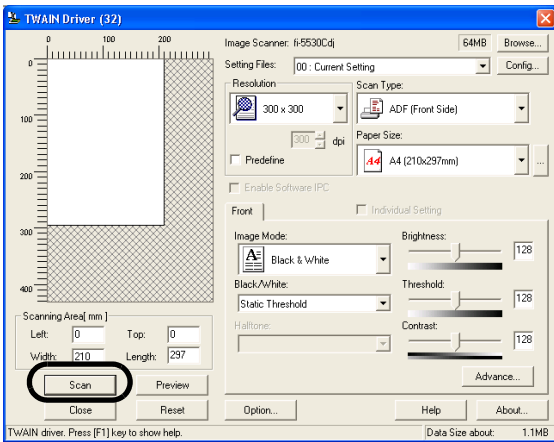 TWAIN Driver (32)
0 100 200
Image Scanner: fi-5530Cdj 64MB Browse...
Setting Files: 00 : Current Setting Config...
0
100
200
300
400
Resolution
300 x 300
300 dpi
Predefine
Scan Type:
ADF (Front Side)
Paper Size:
A4 A4 (210x297mm) ...
Enable Software IPC
Front Individual Setting
Image Mode:
A Black & White
Black/White:
Static Threshold
Halftone:
Brightness:
128
Threshold:
128
Contrast:
128
Advance...
Scanning Area[ mm ]
Left: 0 Top: 0
Width: 210 Length: 297
Scan Preview
Close Reset Option... Help About...
TWAIN driver. Press [F1] key to show help. Data Size about: 1.1MB